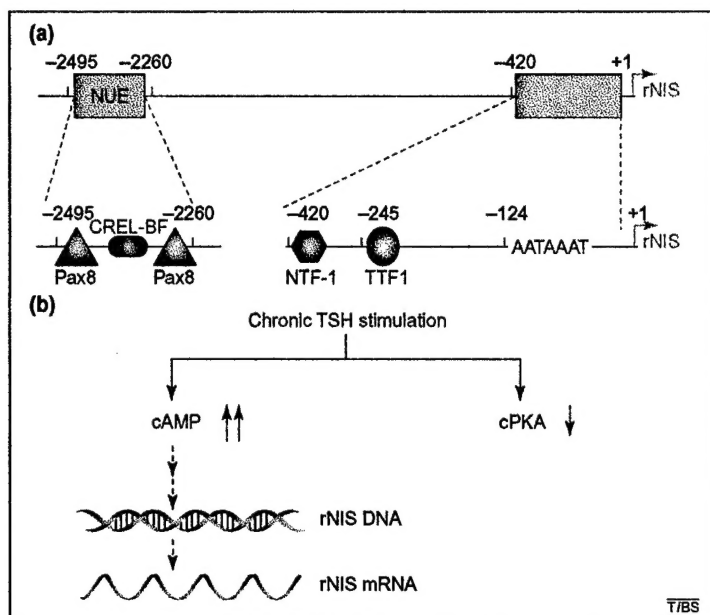 (a)
–2495 –2260 –420 +1
NUE rNIS
–2495 CREL-BF –2260 –420 –245 –124 +1
AATAAAT rNIS
Pax8 Pax8 NTF-1 TTF1
(b)
Chronic TSH stimulation
cAMP cPKA
rNIS DNA
rNIS mRNA
TiBS